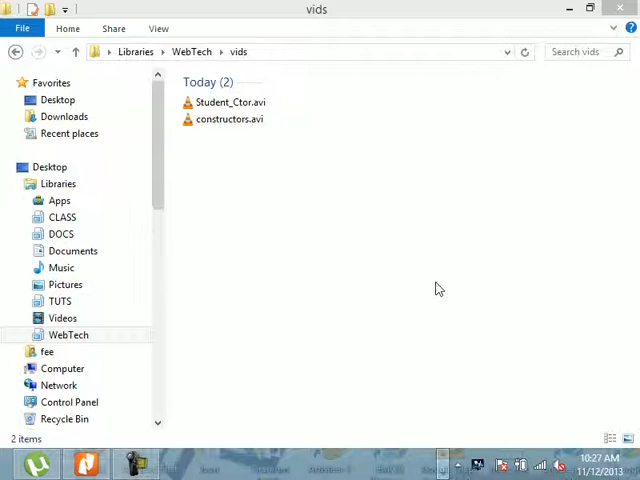 vids
File Home Share View
Libraries WebTech vids Search vids
Favorites
Desktop
Downloads
Recent places
Desktop
Libraries
Apps
CLASS
DOCS
Documents
Music
Pictures
TUTS
Videos
WebTech
fee
Computer
Network
Control Panel
Recycle Bin
Today (2)
Student_Ctor.avi
constructors.avi
2 items
10:27 AM
11/12/2013